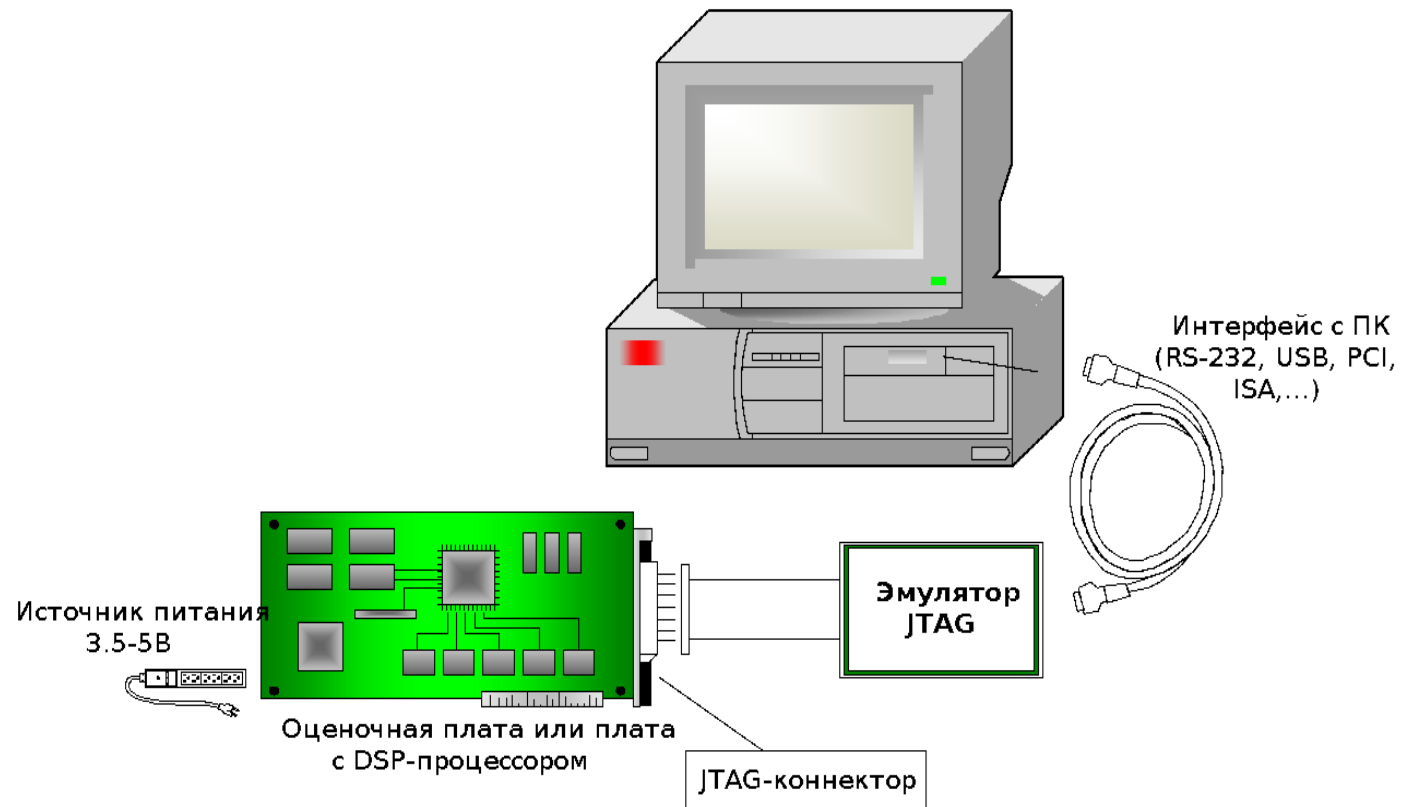 Интерфейс с ПК
(RS-232, USB, PCI,
ISA,...)
Эмулятор
JTAG
Источник питания
3.5-5В
Оценочная плата или плата
с DSP-процессором
JTAG-коннектор